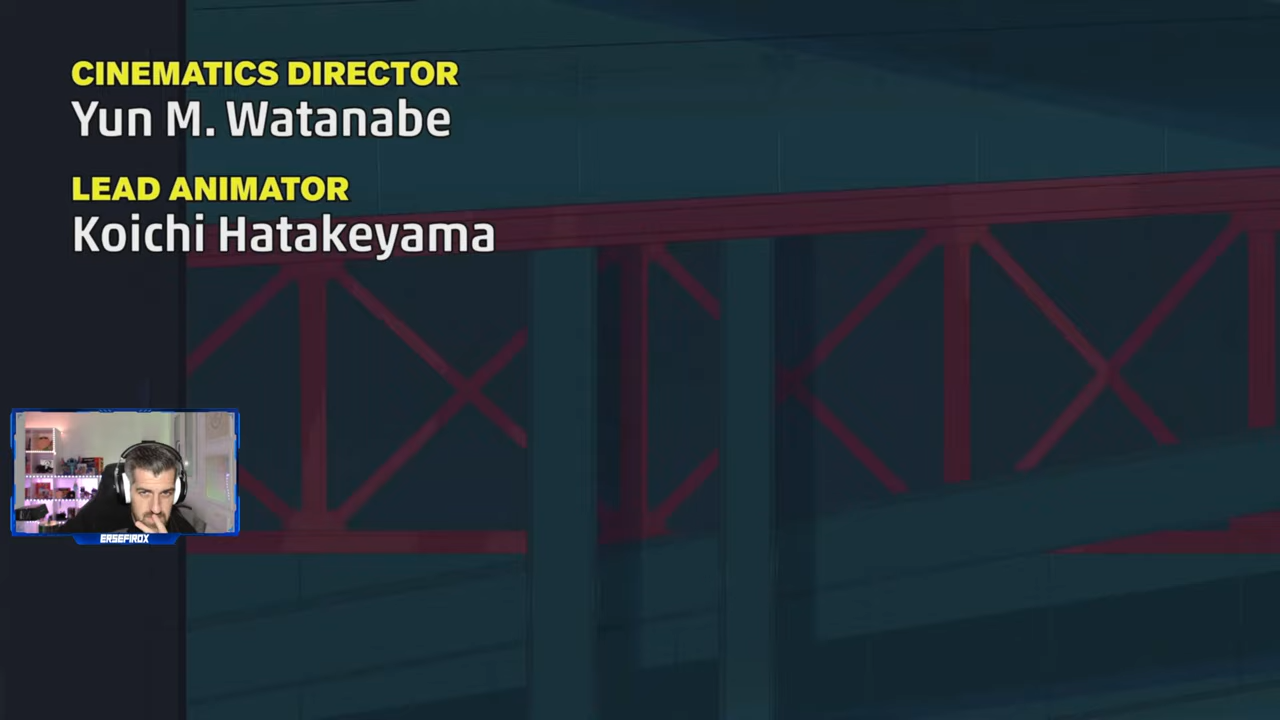 CINEMATICS DIRECTOR
Yun M. Watanabe
LEAD ANIMATOR
Koichi Hatakeyama
ERSEFIROX